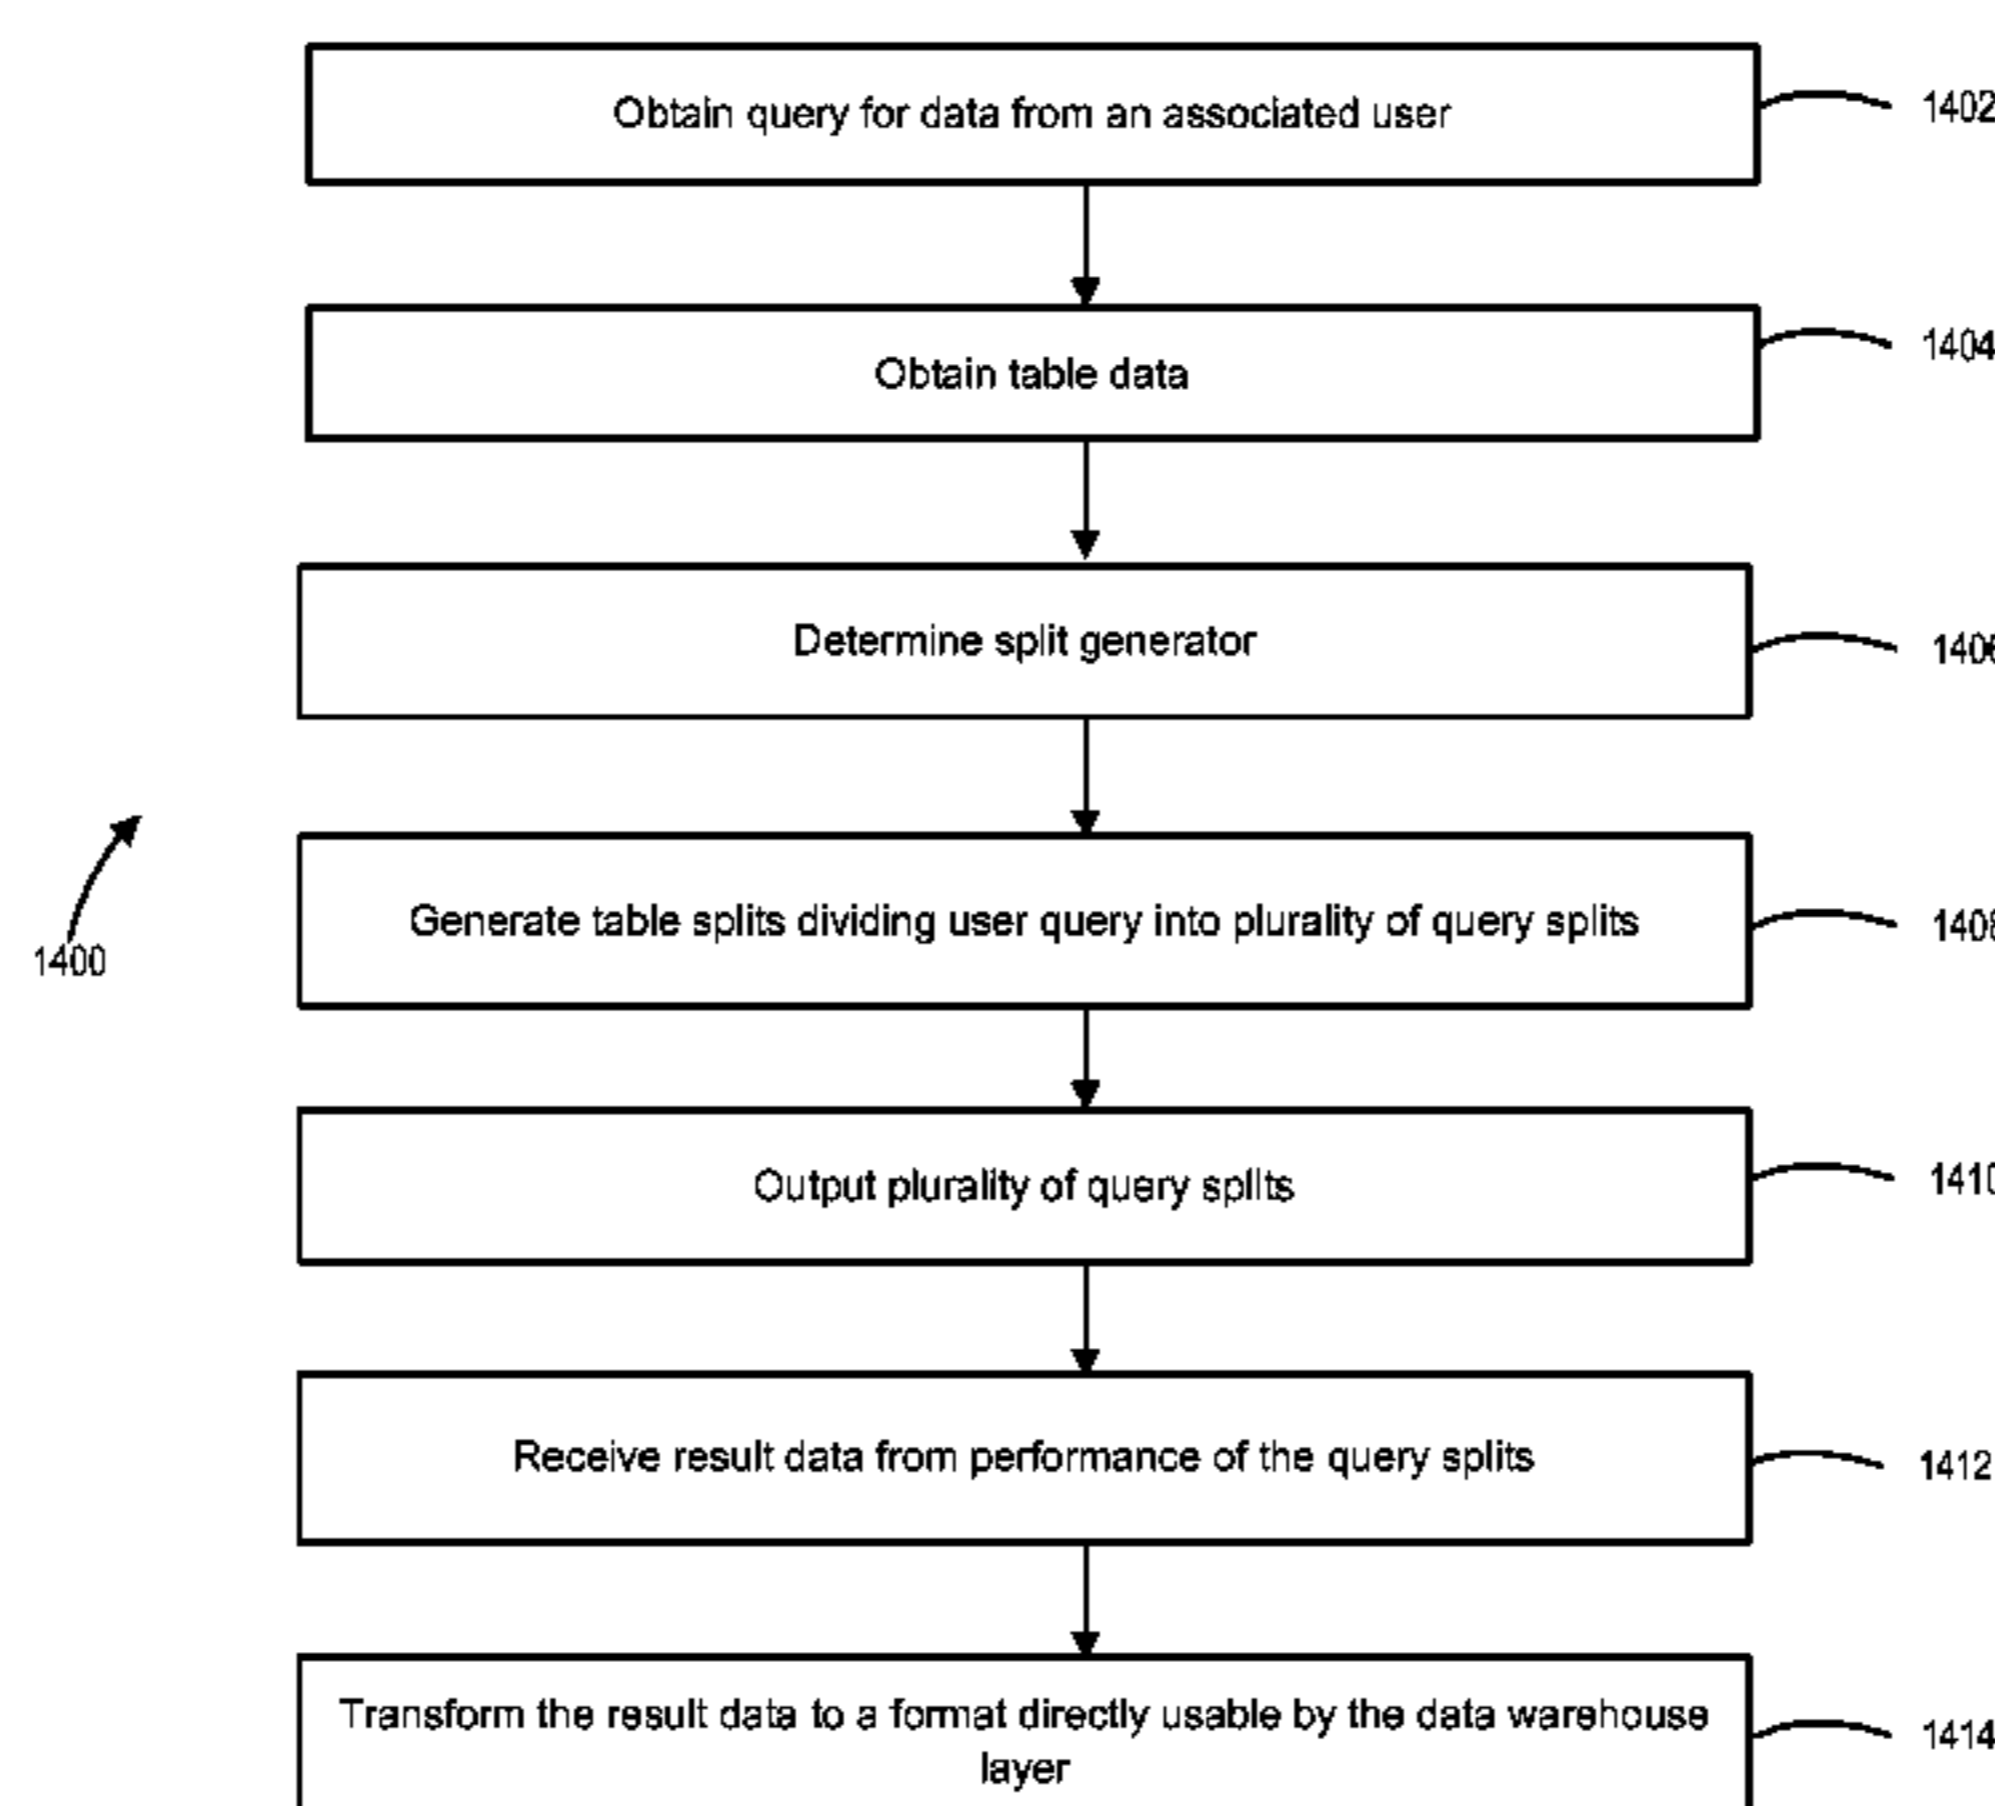 Obtain query for data from an associated user
1402
Obtain table data
1404
Determine split generator
1406
Generate table splits dividing user query into plurality of query splits
1408
1400
Output plurality of query splits
1410
Receive result data from performance of the query splits
1412
Transform the result data to a format directly usable by the data warehouse
layer
1414